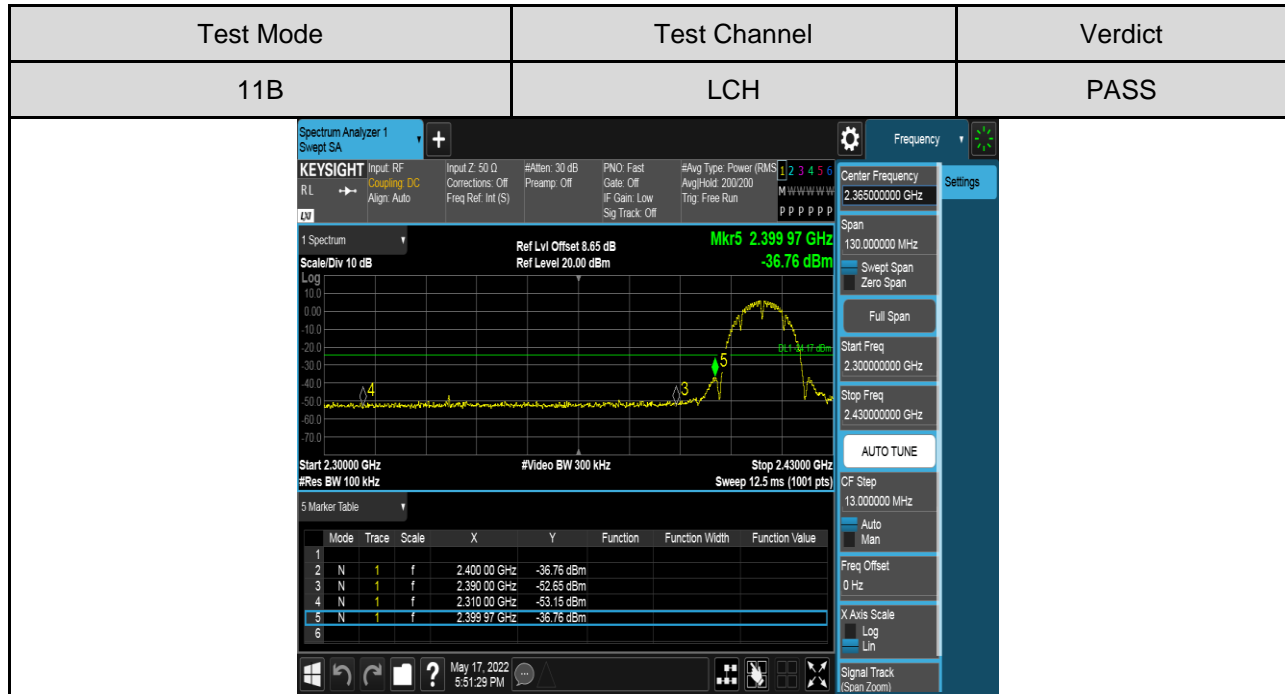 Test Mode Test Channel Verdict
11B LCH PASS
Spectrum Analyzer 1
Swept SA
+
Frequency
KEYSIGHT Input: RF Input Z: 50 Ω #Atten: 30 dB PNO: Fast #Avg Type: Power (RMS 1 2 3 4 5 6
RL Coupling: DC Corrections: Off Preamp: Off Gate: Off Avg|Hold: 200/200 M W W W W W
Align: Auto Freq Ref: Int (S) IF Gain: Low Trig: Free Run
LXI Sig Track: Off P P P P P P
1 Spectrum Ref Lvl Offset 8.65 dB Mkr5 2.399 97 GHz
Scale/Div 10 dB Ref Level 20.00 dBm -36.76 dBm
Log
10.0
0.00
-10.0
-20.0
-30.0
-40.0
-50.0
-60.0
-70.0
4
3
5
Start 2.30000 GHz #Video BW 300 kHz Stop 2.43000 GHz
#Res BW 100 kHz Sweep 12.5 ms (1001 pts)
5 Marker Table
Mode Trace Scale X Y Function Function Width Function Value
1
2 N 1 f 2.400 00 GHz -36.76 dBm
3 N 1 f 2.390 00 GHz -52.65 dBm
4 N 1 f 2.310 00 GHz -53.15 dBm
5 N 1 f 2.399 97 GHz -36.76 dBm
6
? May 17, 2022
5:51:29 PM
Settings
Center Frequency
2.365000000 GHz
Span
130.000000 MHz
Swept Span
Zero Span
Full Span
Start Freq
2.300000000 GHz
Stop Freq
2.430000000 GHz
AUTO TUNE
CF Step
13.000000 MHz
Auto
Man
Freq Offset
0 Hz
X Axis Scale
Log
Lin
Signal Track
(Span Zoom)